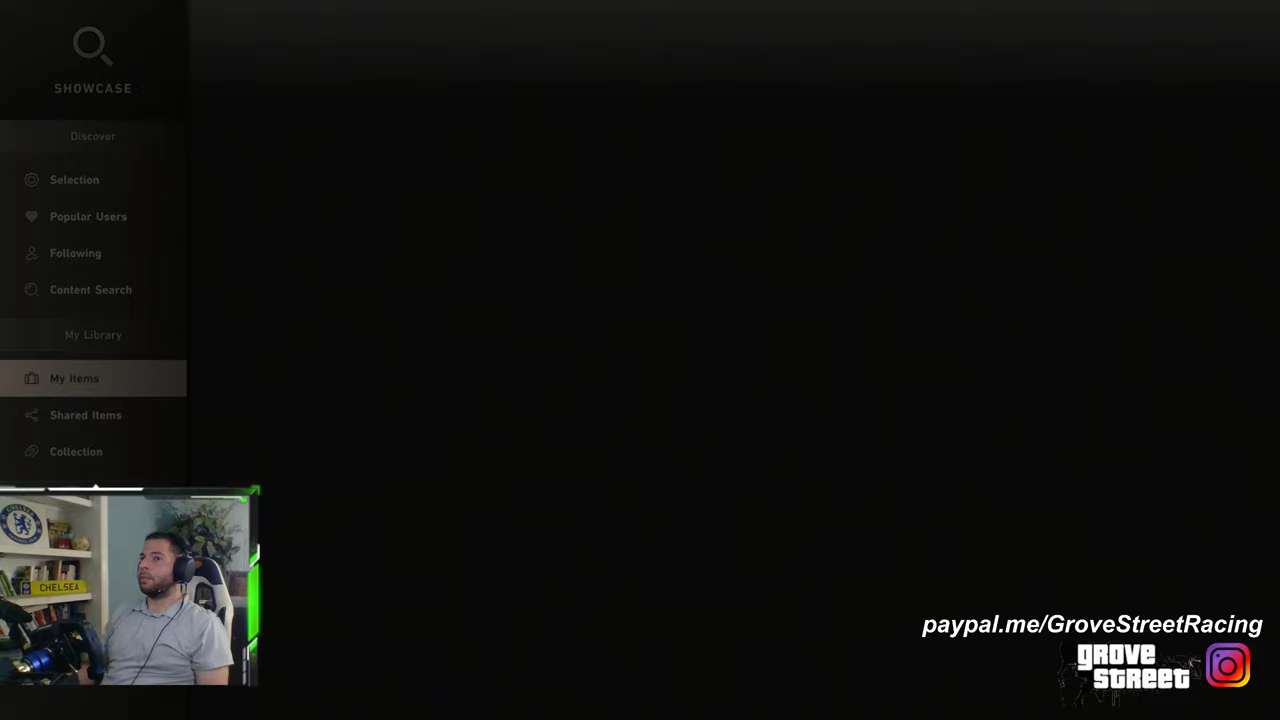 SHOWCASE
Discover
Selection
Popular Users
Following
Content Search
My Library
My Items
Shared Items
Collection
CHELSEA
paypal.me/GroveStreetRacing
grove
street